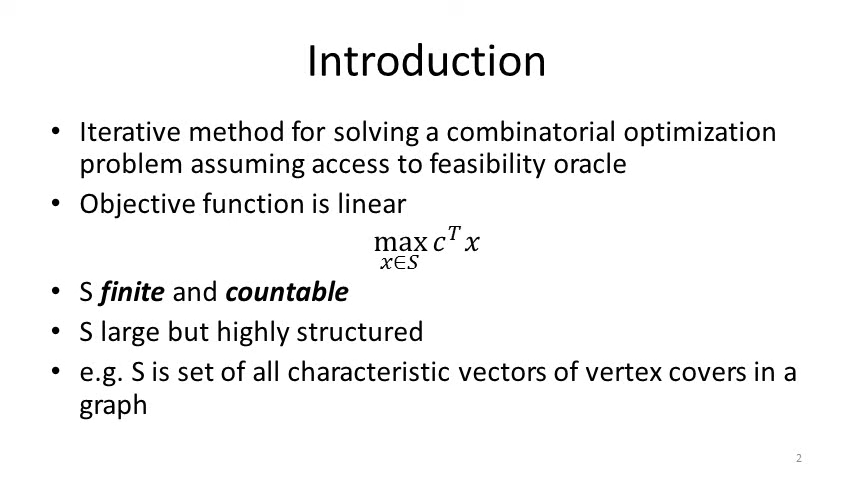 Introduction
• Iterative method for solving a combinatorial optimization
problem assuming access to feasibility oracle
• Objective function is linear
max c^T x
x∈S
• S finite and countable
• S large but highly structured
• e.g. S is set of all characteristic vectors of vertex covers in a
graph
2